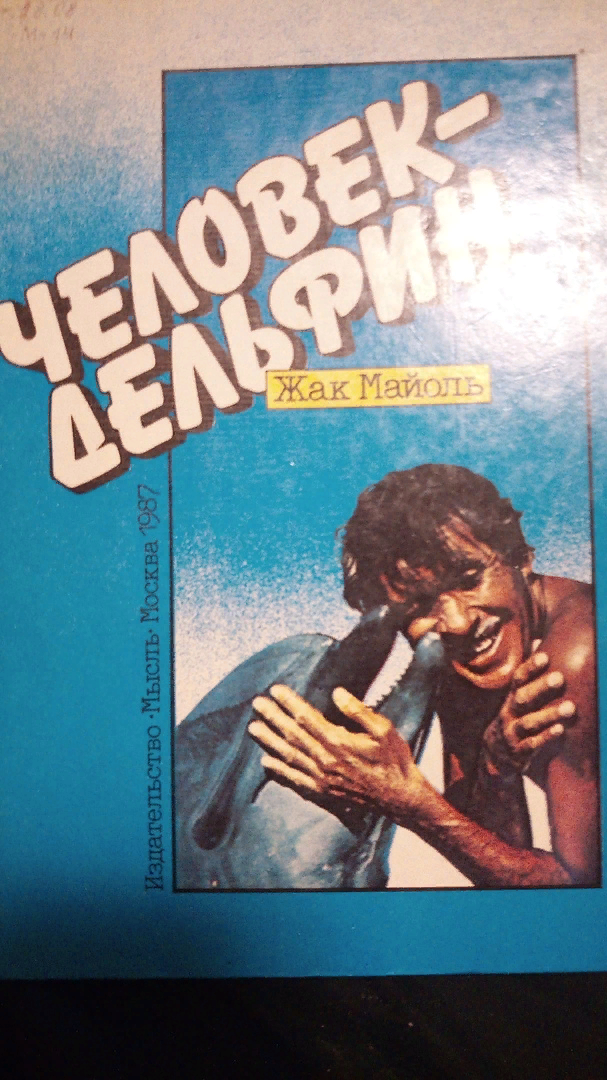 ЧЕЛОВЕК-
ДЕЛЬФИН
Жак Майоль
Издательство ·Мысль· Москва 1987